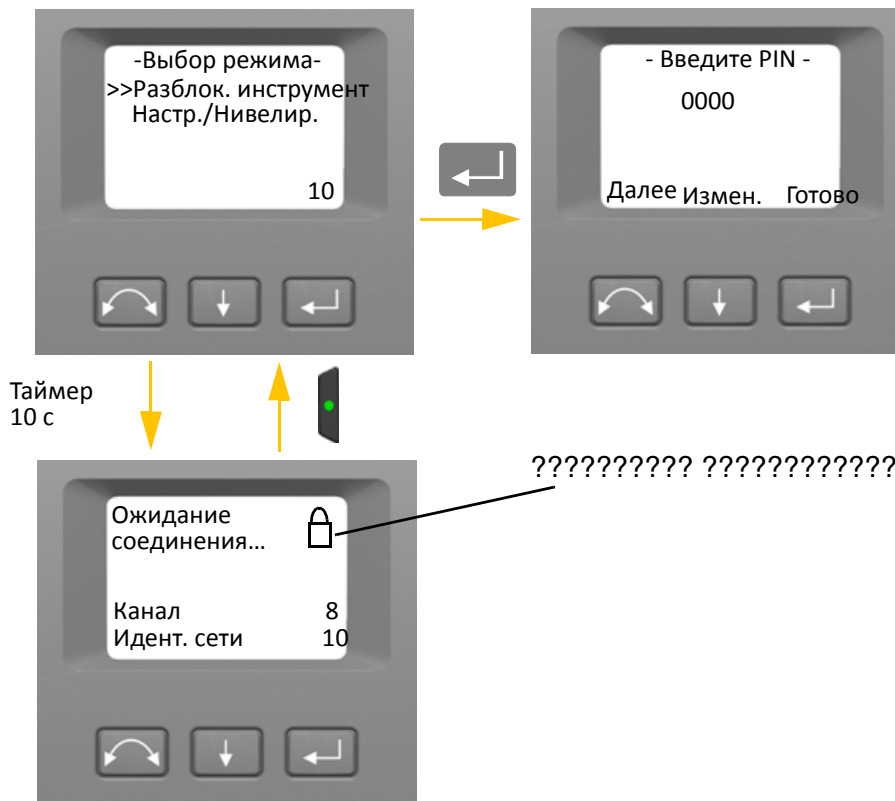 -Выбор режима-
>>Разблок. инструмент
Настр./Нивелир.
10
- Введите PIN -
0000
Далее Измен. Готово
Таймер
10 с
?????????? ????????????
Ожидание
соединения...
Канал 8
Идент. сети 10